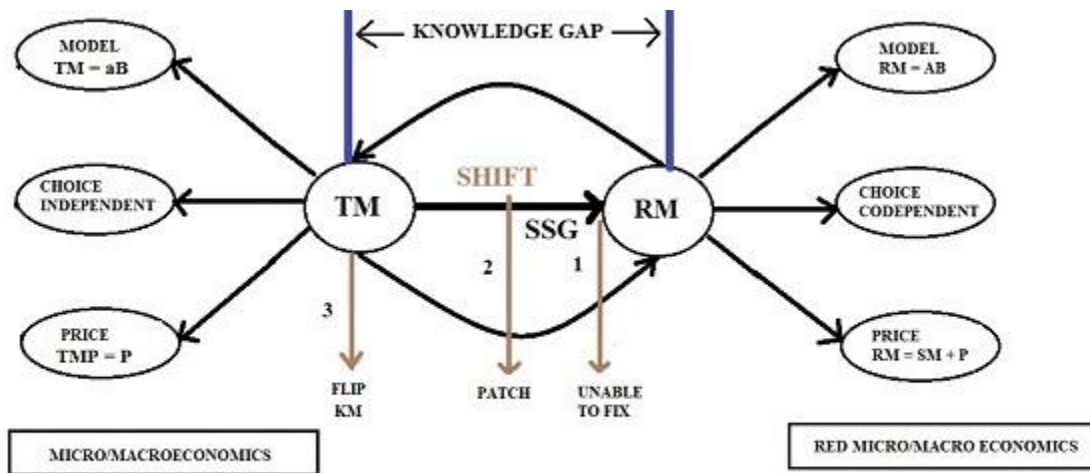 KNOWLEDGE GAP
MODEL
TM = aB
MODEL
RM = AB
CHOICE
INDEPENDENT
TM
SHIFT
SSG
RM
CHOICE
CODEPENDENT
3
2
1
PRICE
TMP = P
PRICE
RM = SM + P
FLIP
KM
PATCH
UNABLE
TO FIX
MICRO/MACROECONOMICS
RED MICRO/MACRO ECONOMICS